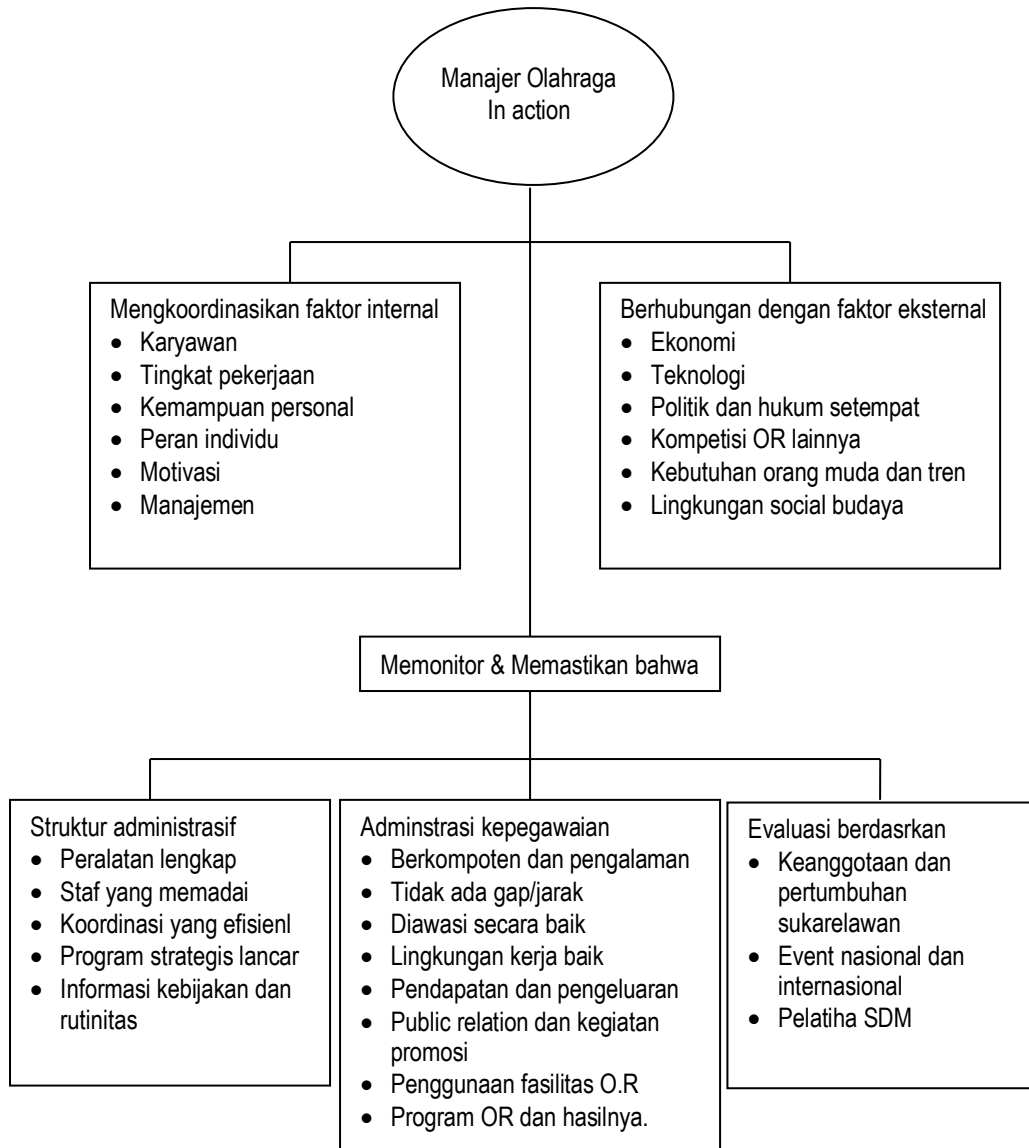 Manajer Olahraga
In action
Mengkoordinasikan faktor internal
• Karyawan
• Tingkat pekerjaan
• Kemampuan personal
• Peran individu
• Motivasi
• Manajemen
Berhubungan dengan faktor eksternal
• Ekonomi
• Teknologi
• Politik dan hukum setempat
• Kompetisi OR lainnya
• Kebutuhan orang muda dan tren
• Lingkungan social budaya
Memonitor & Memastikan bahwa
Struktur administrasif
• Peralatan lengkap
• Staf yang memadai
• Koordinasi yang efisienl
• Program strategis lancar
• Informasi kebijakan dan
rutinitas
Adminstrasi kepegawaian
• Berkompoten dan pengalaman
• Tidak ada gap/jarak
• Diawasi secara baik
• Lingkungan kerja baik
• Pendapatan dan pengeluaran
• Public relation dan kegiatan
promosi
• Penggunaan fasilitas O.R
• Program OR dan hasilnya.
Evaluasi berdasrkan
• Keanggotaan dan
pertumbuhan
sukarelawan
• Event nasional dan
internasional
• Pelatiha SDM